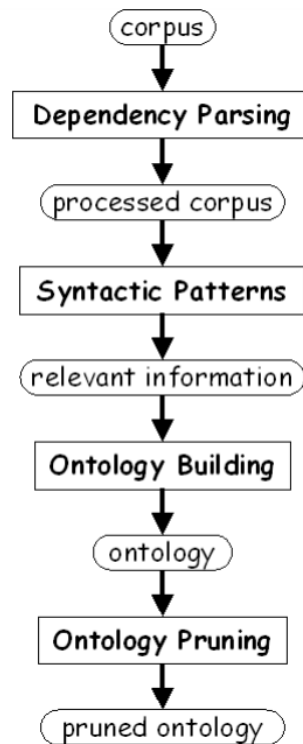 corpus
Dependency Parsing
processed corpus
Syntactic Patterns
relevant information
Ontology Building
ontology
Ontology Pruning
pruned ontology